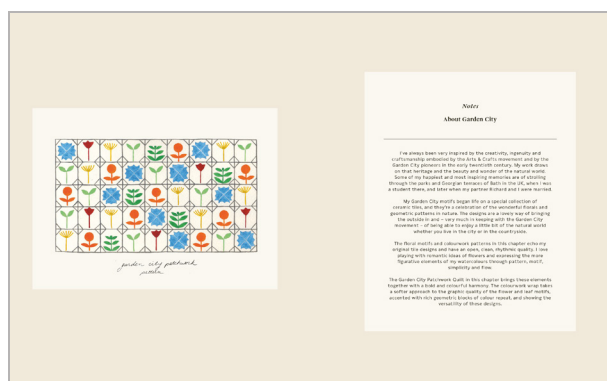 garden city patchwork
pattern
Notes
About Garden City
I've always been very inspired by the creativity, ingenuity and
craftsmanship embodied by the Arts & Crafts movement and by the
Garden City pioneers in the early twentieth century. My work draws
on that heritage and the beauty and wonder of the natural world.
Some of my happiest and most inspiring memories are of strolling
through the parks and Georgian terraces of Bath in the UK, when I was
a student there, and later when my partner Richard and I were married.
My Garden City motifs began life on a special collection of
ceramic tiles, and they're a celebration of the wonderful florals and
geometric patterns in nature. The designs are a lovely way of bringing
the outside in and – very much in keeping with the Garden City
movement – of being able to enjoy a little bit of the natural world
whether you live in the city or in the countryside.
The floral motifs and colourwork patterns in this chapter echo my
original tile designs and have an open, clean, rhythmic quality. I love
playing with romantic ideas of flowers and expressing the more
figurative elements of my watercolours through pattern, motif,
simplicity and flow.
The Garden City Patchwork Quilt in this chapter brings these elements
together with a bold and colourful harmony. The colourwork wrap takes
a softer approach to the graphic quality of the flower and leaf motifs,
accented with rich geometric blocks of colour repeat, and showing the
versatility of these designs.